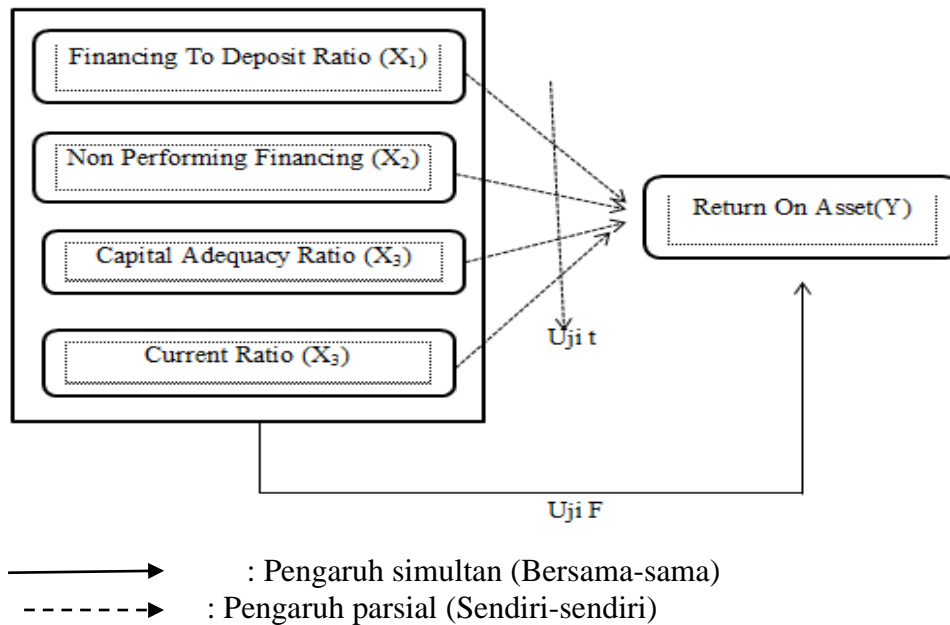 Financing To Deposit Ratio (X₁)
Non Performing Financing (X₂)
Capital Adequacy Ratio (X₃)
Current Ratio (X₃)
Return On Asset(Y)
Uji t
Uji F
: Pengaruh simultan (Bersama-sama)
: Pengaruh parsial (Sendiri-sendiri)